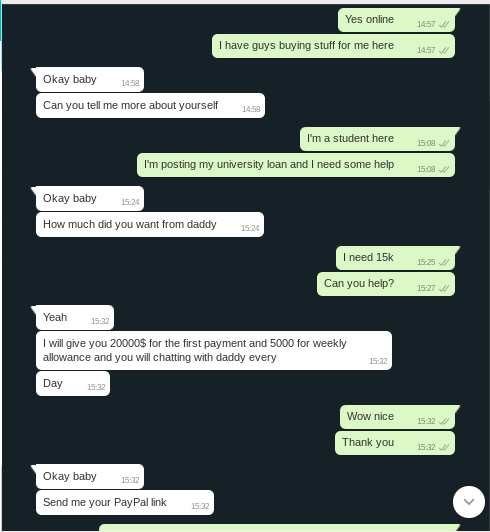 Yes online 14:57
I have guys buying stuff for me here 14:57
Okay baby 14:58
Can you tell me more about yourself 14:58
I'm a student here 15:08
I'm posting my university loan and I need some help 15:08
Okay baby 15:24
How much did you want from daddy 15:24
I need 15k 15:25
Can you help? 15:27
Yeah 15:32
I will give you 20000$ for the first payment and 5000 for weekly
allowance and you will chatting with daddy every 15:32
Day 15:32
Wow nice 15:32
Thank you 15:32
Okay baby 15:32
Send me your PayPal link 15:32